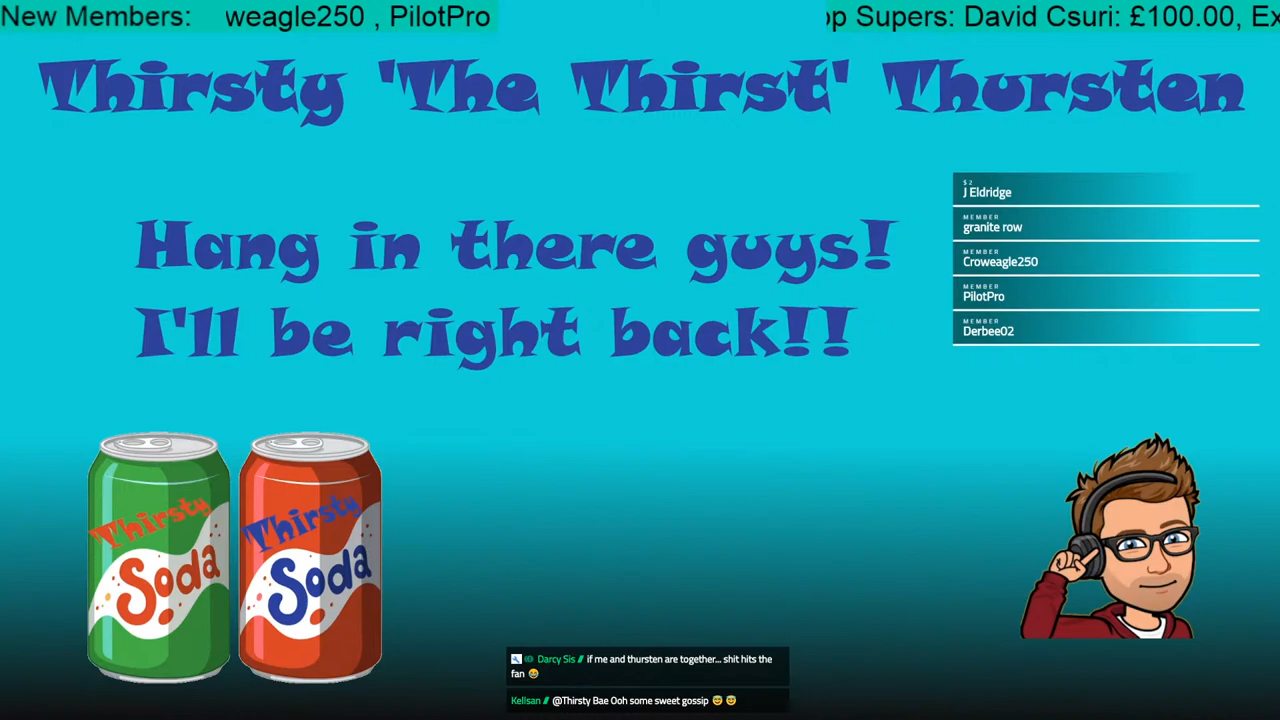 New Members: weagle250 , PilotPro
op Supers: David Csuri: £100.00, Ex
Thirsty 'The Thirst' Thursten
Hang in there guys!
I'll be right back!!
$2
J Eldridge
MEMBER
granite row
MEMBER
Croweagle250
MEMBER
PilotPro
MEMBER
Derbee02
Thirsty
Soda
Thirsty
Soda
Darcy Sis // if me and thursten are together... shit hits the
fan 😅
Kellsan // @Thirsty Bae Ooh some sweet gossip 😇 😇